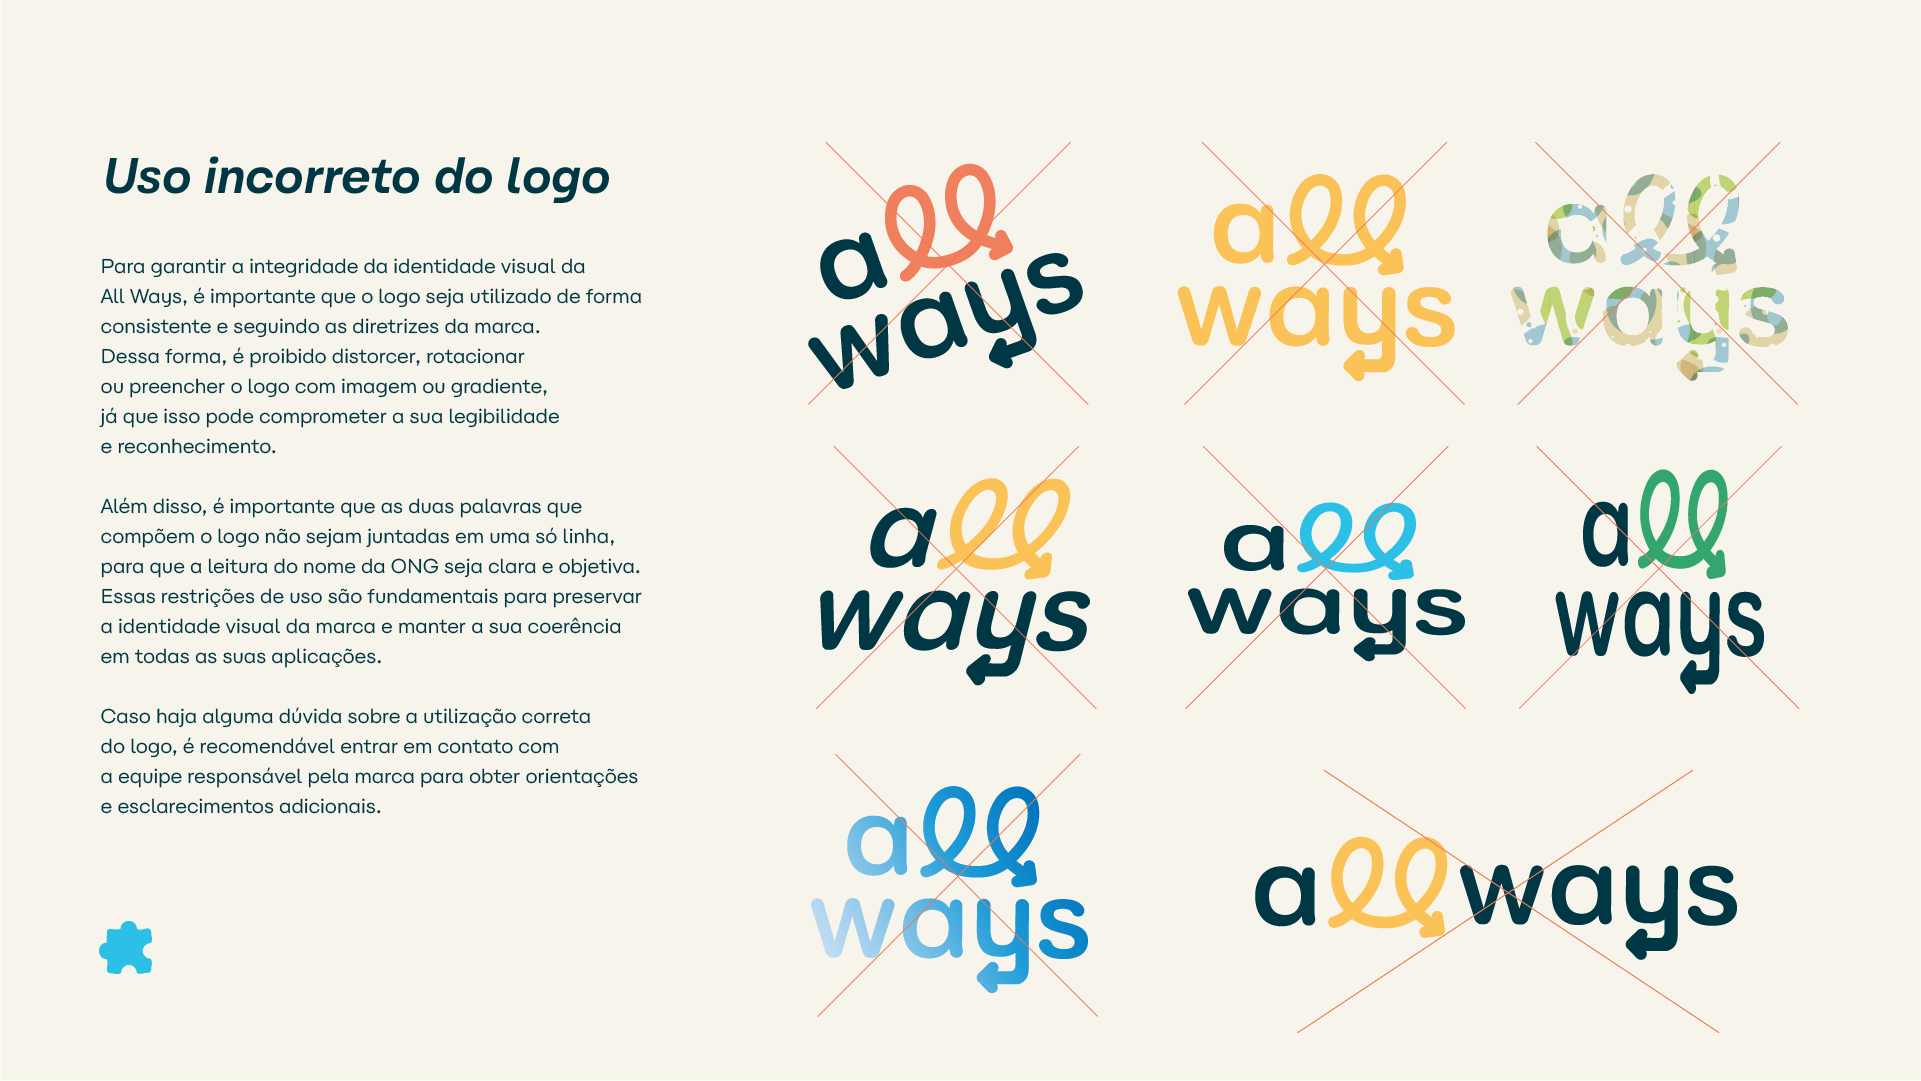 Uso incorreto do logo
Para garantir a integridade da identidade visual da
All Ways, é importante que o logo seja utilizado de forma
consistente e seguindo as diretrizes da marca.
Dessa forma, é proibido distorcer, rotacionar
ou preencher o logo com imagem ou gradiente,
já que isso pode comprometer a sua legibilidade
e reconhecimento.
Além disso, é importante que as duas palavras que
compõem o logo não sejam juntadas em uma só linha,
para que a leitura do nome da ONG seja clara e objetiva.
Essas restrições de uso são fundamentais para preservar
a identidade visual da marca e manter a sua coerência
em todas as suas aplicações.
Caso haja alguma dúvida sobre a utilização correta
do logo, é recomendável entrar em contato com
a equipe responsável pela marca para obter orientações
e esclarecimentos adicionais.
all
ways
all
ways
all
ways
all
ways
all
ways
all
ways
all
ways
allways